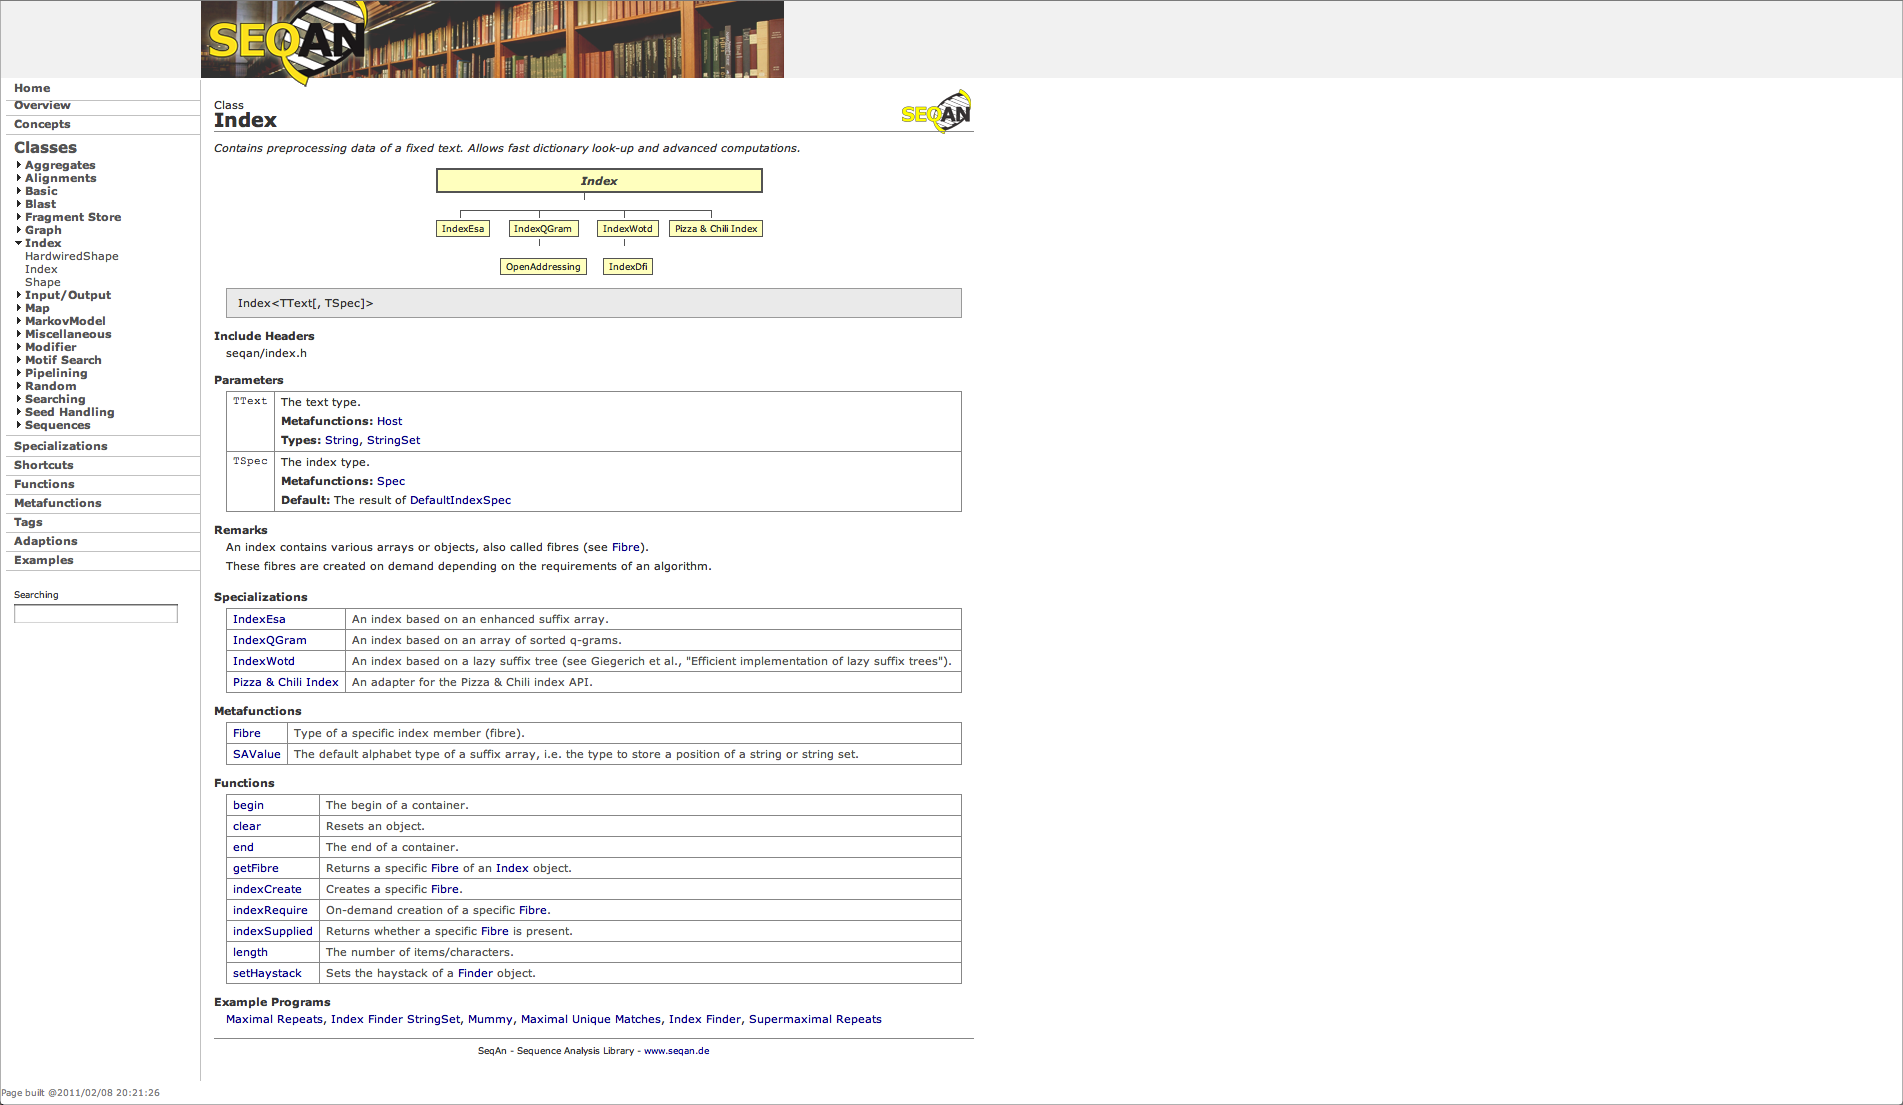 SEQAN
Home
Overview
Concepts
Classes
Aggregates
Alignments
Basic
Blast
Fragment Store
Graph
Index
HardwiredShape
Index
Shape
Input/Output
Map
MarkovModel
Miscellaneous
Modifier
Motif Search
Pipelining
Random
Searching
Seed Handling
Sequences
Specializations
Shortcuts
Functions
Metafunctions
Tags
Adaptions
Examples
Searching
Class
Index
SEQAN
Contains preprocessing data of a fixed text. Allows fast dictionary look-up and advanced computations.
Index
IndexEsa IndexQGram IndexWotd Pizza & Chili Index
OpenAddressing IndexDfi
Index<TText[, TSpec]>
Include Headers
seqan/index.h
Parameters
TText The text type.
Metafunctions: Host
Types: String, StringSet
TSpec The index type.
Metafunctions: Spec
Default: The result of DefaultIndexSpec
Remarks
An index contains various arrays or objects, also called fibres (see Fibre).
These fibres are created on demand depending on the requirements of an algorithm.
Specializations
IndexEsa An index based on an enhanced suffix array.
IndexQGram An index based on an array of sorted q-grams.
IndexWotd An index based on a lazy suffix tree (see Giegerich et al., "Efficient implementation of lazy suffix trees").
Pizza & Chili Index An adapter for the Pizza & Chili index API.
Metafunctions
Fibre Type of a specific index member (fibre).
SAValue The default alphabet type of a suffix array, i.e. the type to store a position of a string or string set.
Functions
begin The begin of a container.
clear Resets an object.
end The end of a container.
getFibre Returns a specific Fibre of an Index object.
indexCreate Creates a specific Fibre.
indexRequire On-demand creation of a specific Fibre.
indexSupplied Returns whether a specific Fibre is present.
length The number of items/characters.
setHaystack Sets the haystack of a Finder object.
Example Programs
Maximal Repeats, Index Finder StringSet, Mummy, Maximal Unique Matches, Index Finder, Supermaximal Repeats
SeqAn - Sequence Analysis Library - www.seqan.de
Page built @2011/02/08 20:21:26